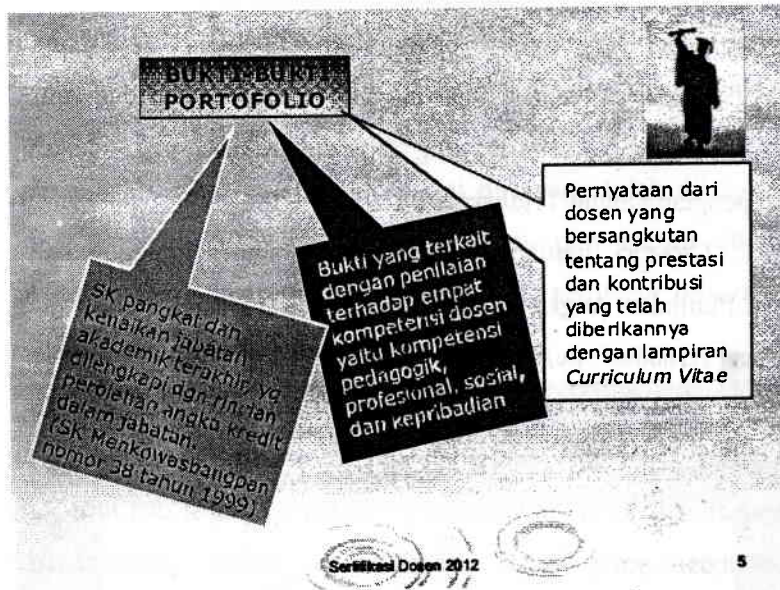 BUKTI-BUKTI
PORTOFOLIO
SK pangkat dan
kenaikan jabatan
akademik terakhir yg
dilengkapi dgn rincian
perolehan angka kredit
dalam jabatan.
(SK Menkowasbangpan
nomor 38 tahun 1999)
Bukti yang terkait
dengan penilaian
terhadap empat
kompetensi dosen
yaitu kompetensi
pedagogik,
profesional, sosial,
dan kepribadian
Pernyataan dari
dosen yang
bersangkutan
tentang prestasi
dan kontribusi
yang telah
diberikannya
dengan lampiran
Curriculum Vitae
Sertifikasi Dosen 2012
5